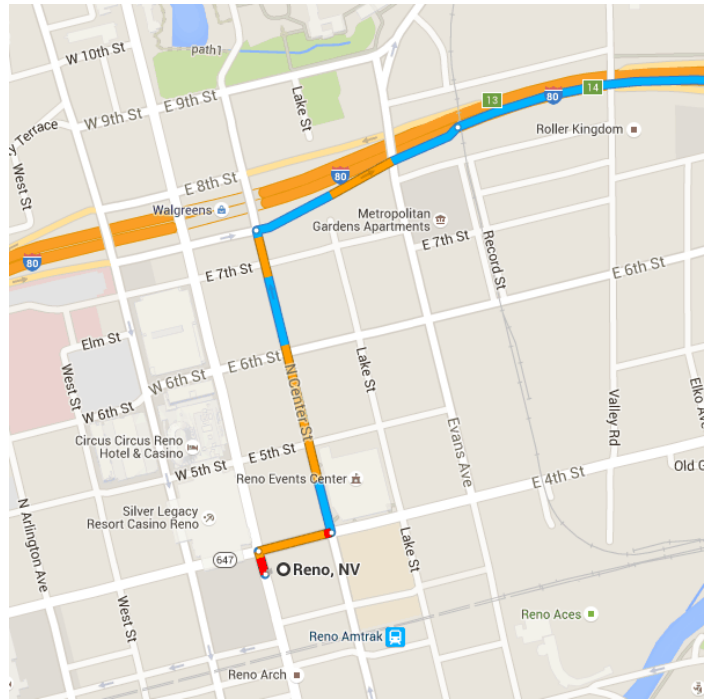 path1
W 10th St
E 9th St
Lake St
13
80
14
W 9th St
Terrace
Roller Kingdom
West St
E 8th St
80
Walgreens
Metropolitan
Gardens Apartments
E 7th St
Record St
80
E 7th St
E 6th St
Elm St
E 6th St
Lake St
West St
W 6th St
N Center St
W 6th St
Valley Rd
Elko Ave
Evans Ave
Circus Circus Reno
Hotel & Casino
E 5th St
W 5th St
Old
Reno Events Center
E 4th St
N Arlington Ave
Silver Legacy
Resort Casino Reno
Lake St
647
Reno, NV
West St
Reno Aces
Reno Amtrak
Reno Arch